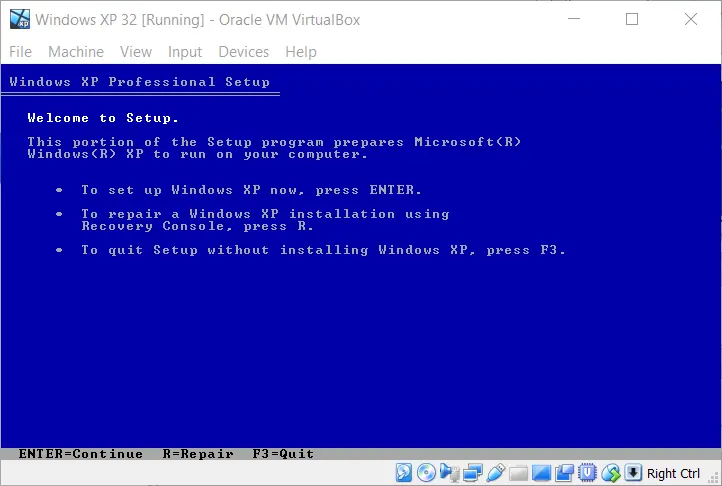 Windows XP 32 [Running] - Oracle VM VirtualBox
File Machine View Input Devices Help
Windows XP Professional Setup
Welcome to Setup.
This portion of the Setup program prepares Microsoft(R)
Windows(R) XP to run on your computer.
• To set up Windows XP now, press ENTER.
• To repair a Windows XP installation using
Recovery Console, press R.
• To quit Setup without installing Windows XP, press F3.
ENTER=Continue R=Repair F3=Quit
Right Ctrl